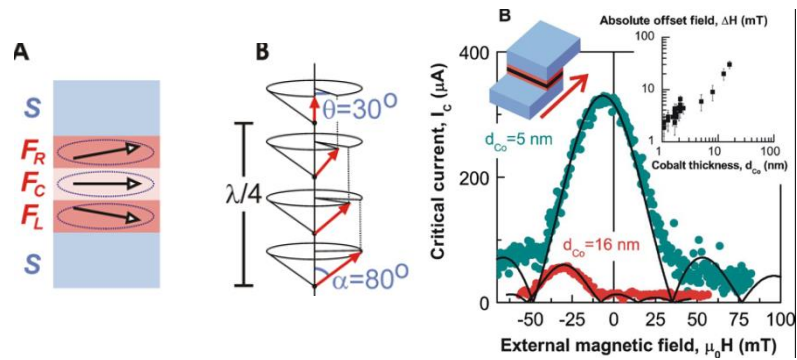 A
S
F_R
F_C
F_L
S
B
θ=30°
λ/4
α=80°
B
Absolute offset field, ΔH (mT)
100
10
1
1
10
100
Cobalt thickness, d_Co (nm)
Critical current, I_C (μA)
400
200
0
d_Co=5 nm
d_Co=16 nm
-50
-25
0
25
50
75
100
External magnetic field, μ₀H (mT)